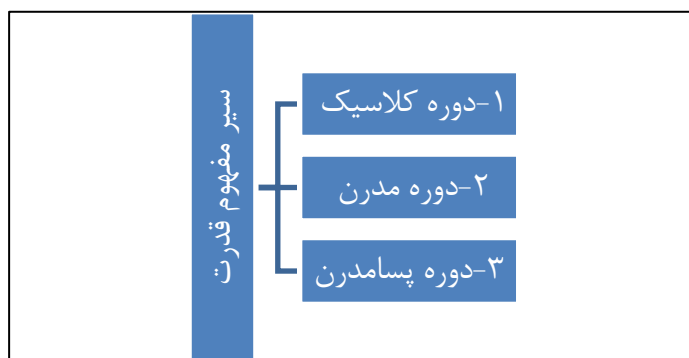 سیر مفهوم قدرت
۱-دوره کلاسیک
۲-دوره مدرن
۳-دوره پسامدرن